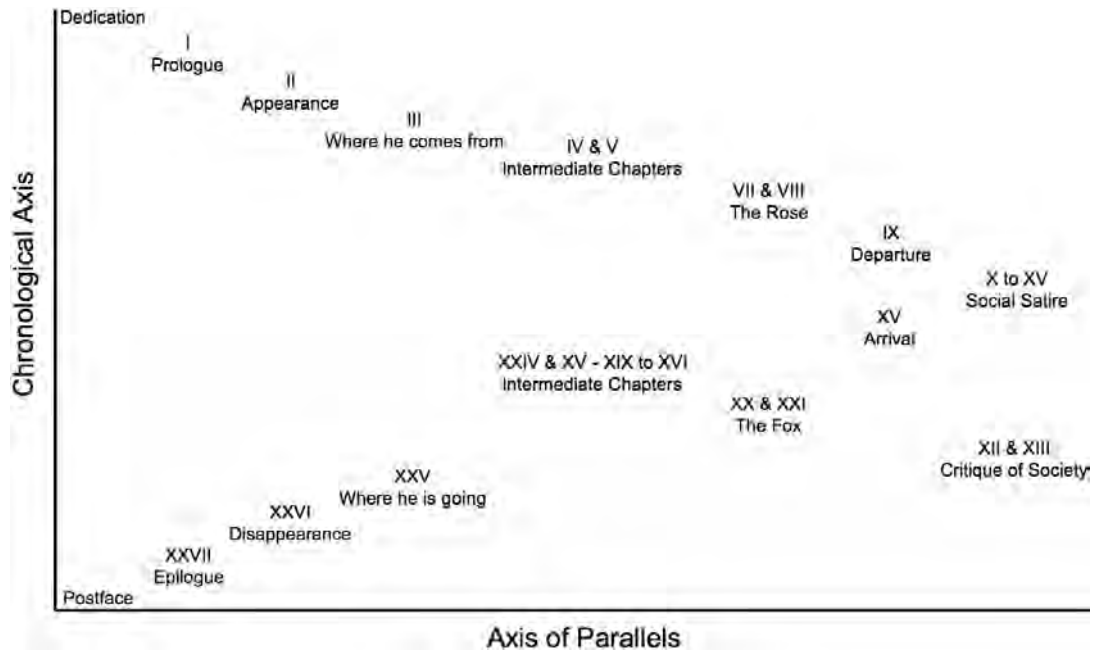 Dedication
I
Prologue
II
Appearance
III
Where he comes from
IV & V
Intermediate Chapters
VII & VIII
The Rose
IX
Departure
X to XV
Social Satire
XV
Arrival
XXIV & XV - XIX to XVI
Intermediate Chapters
XX & XXI
The Fox
XII & XIII
Critique of Society
XXV
Where he is going
XXVI
Disappearance
XXVII
Epilogue
Postface
Chronological Axis
Axis of Parallels